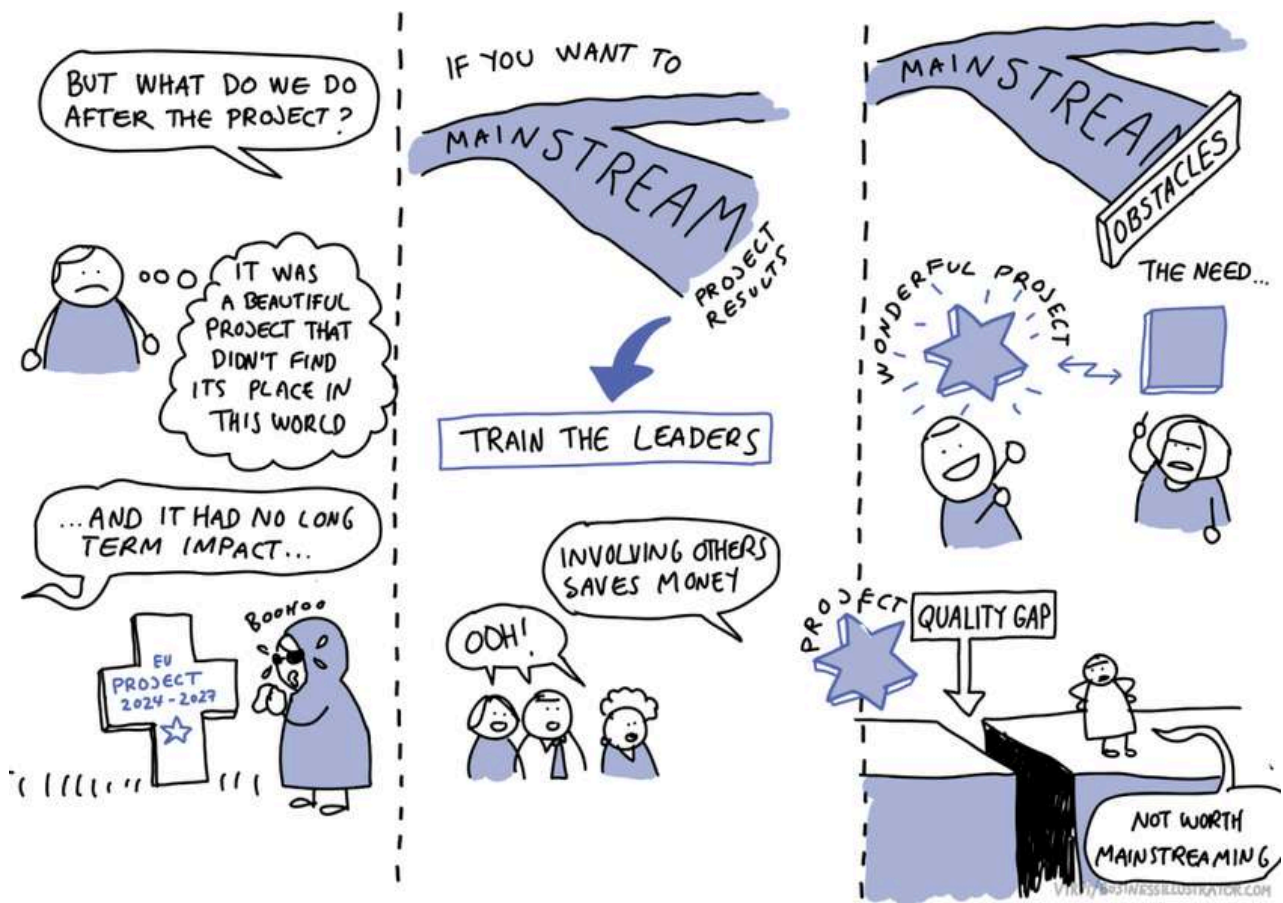 BUT WHAT DO WE DO
AFTER THE PROJECT?
IT WAS
A BEAUTIFUL
PROJECT THAT
DIDN'T FIND
ITS PLACE IN
THIS WORLD
...AND IT HAD NO LONG
TERM IMPACT...
BOOHOO
EU
PROJECT
2024-2027
IF YOU WANT TO
MAINSTREAM
PROJECT
RESULTS
TRAIN THE LEADERS
INVOLVING OTHERS
SAVES MONEY
OOH!
MAINSTREAM
OBSTACLES
WONDERFUL PROJECT
THE NEED...
PROJECT
QUALITY GAP
NOT WORTH
MAINSTREAMING
VIRPI/BUSINESSILLUSTRATOR.COM